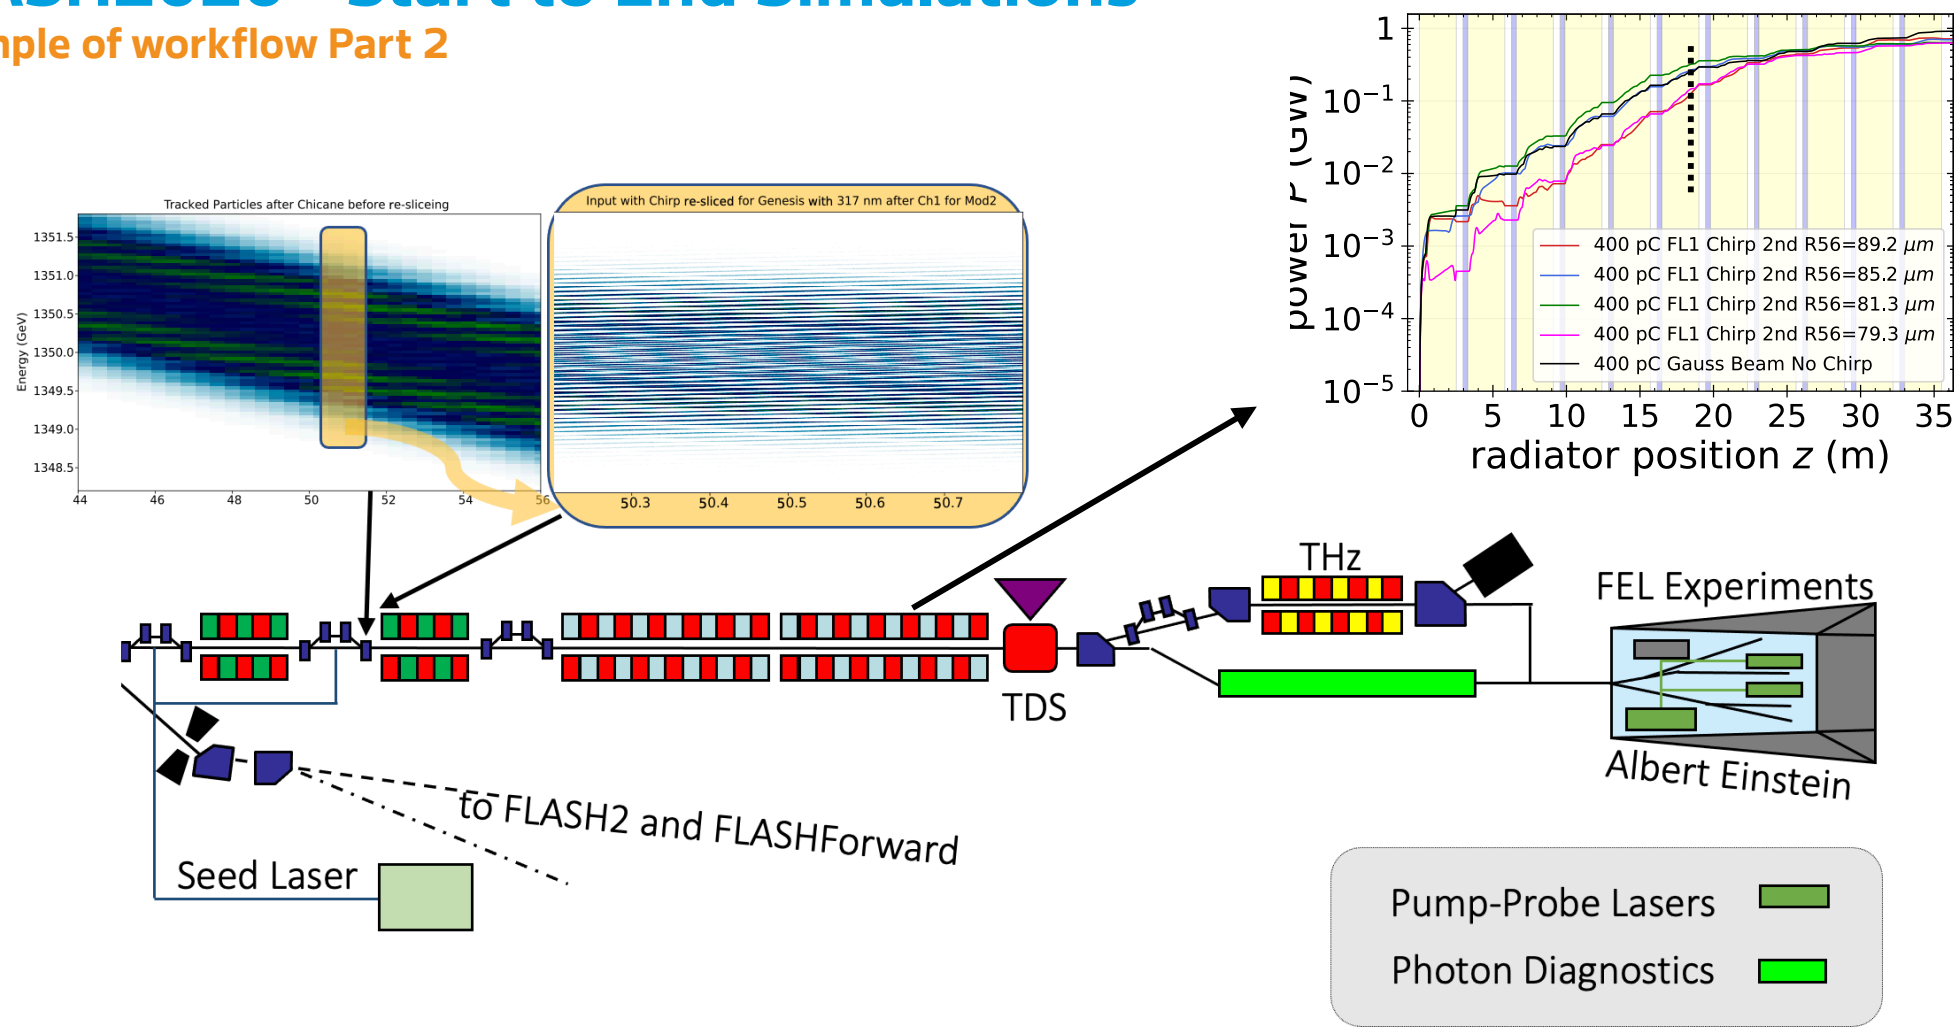 ASH2020 - Start to End Simulations
mple of workflow Part 2
Tracked Particles after Chicane before re-sliceing
Energy (GeV)
1351.5
1351.0
1350.5
1350.0
1349.5
1349.0
1348.5
44 46 48 50 52 54 56
Input with Chirp re-sliced for Genesis with 317 nm after Ch1 for Mod2
50.3 50.4 50.5 50.6 50.7
power P (GW)
1
10⁻¹
10⁻²
10⁻³
10⁻⁴
10⁻⁵
400 pC FL1 Chirp 2nd R56=89.2 μm
400 pC FL1 Chirp 2nd R56=85.2 μm
400 pC FL1 Chirp 2nd R56=81.3 μm
400 pC FL1 Chirp 2nd R56=79.3 μm
400 pC Gauss Beam No Chirp
0 5 10 15 20 25 30 35
radiator position z (m)
THz
FEL Experiments
TDS
Albert Einstein
to FLASH2 and FLASHForward
Seed Laser
Pump-Probe Lasers
Photon Diagnostics